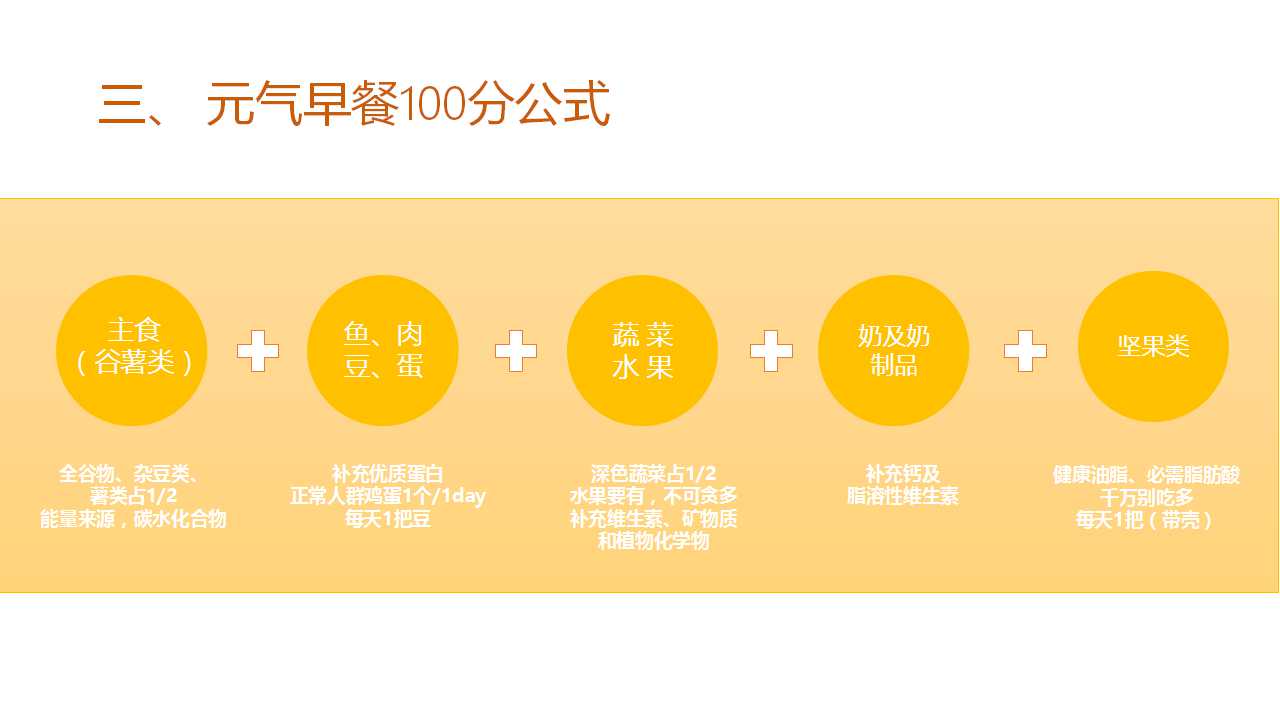 三、 元气早餐100分公式
主食
（谷薯类）
鱼、肉
豆、蛋
蔬 菜
水 果
奶及奶
制品
坚果类
全谷物、杂豆类、
薯类占1/2
能量来源，碳水化合物
补充优质蛋白
正常人群鸡蛋1个/1day
每天1把豆
深色蔬菜占1/2
水果要有，不可贪多
补充维生素、矿物质
和植物化学物
补充钙及
脂溶性维生素
健康油脂、必需脂肪酸
千万别吃多
每天1把（带壳）